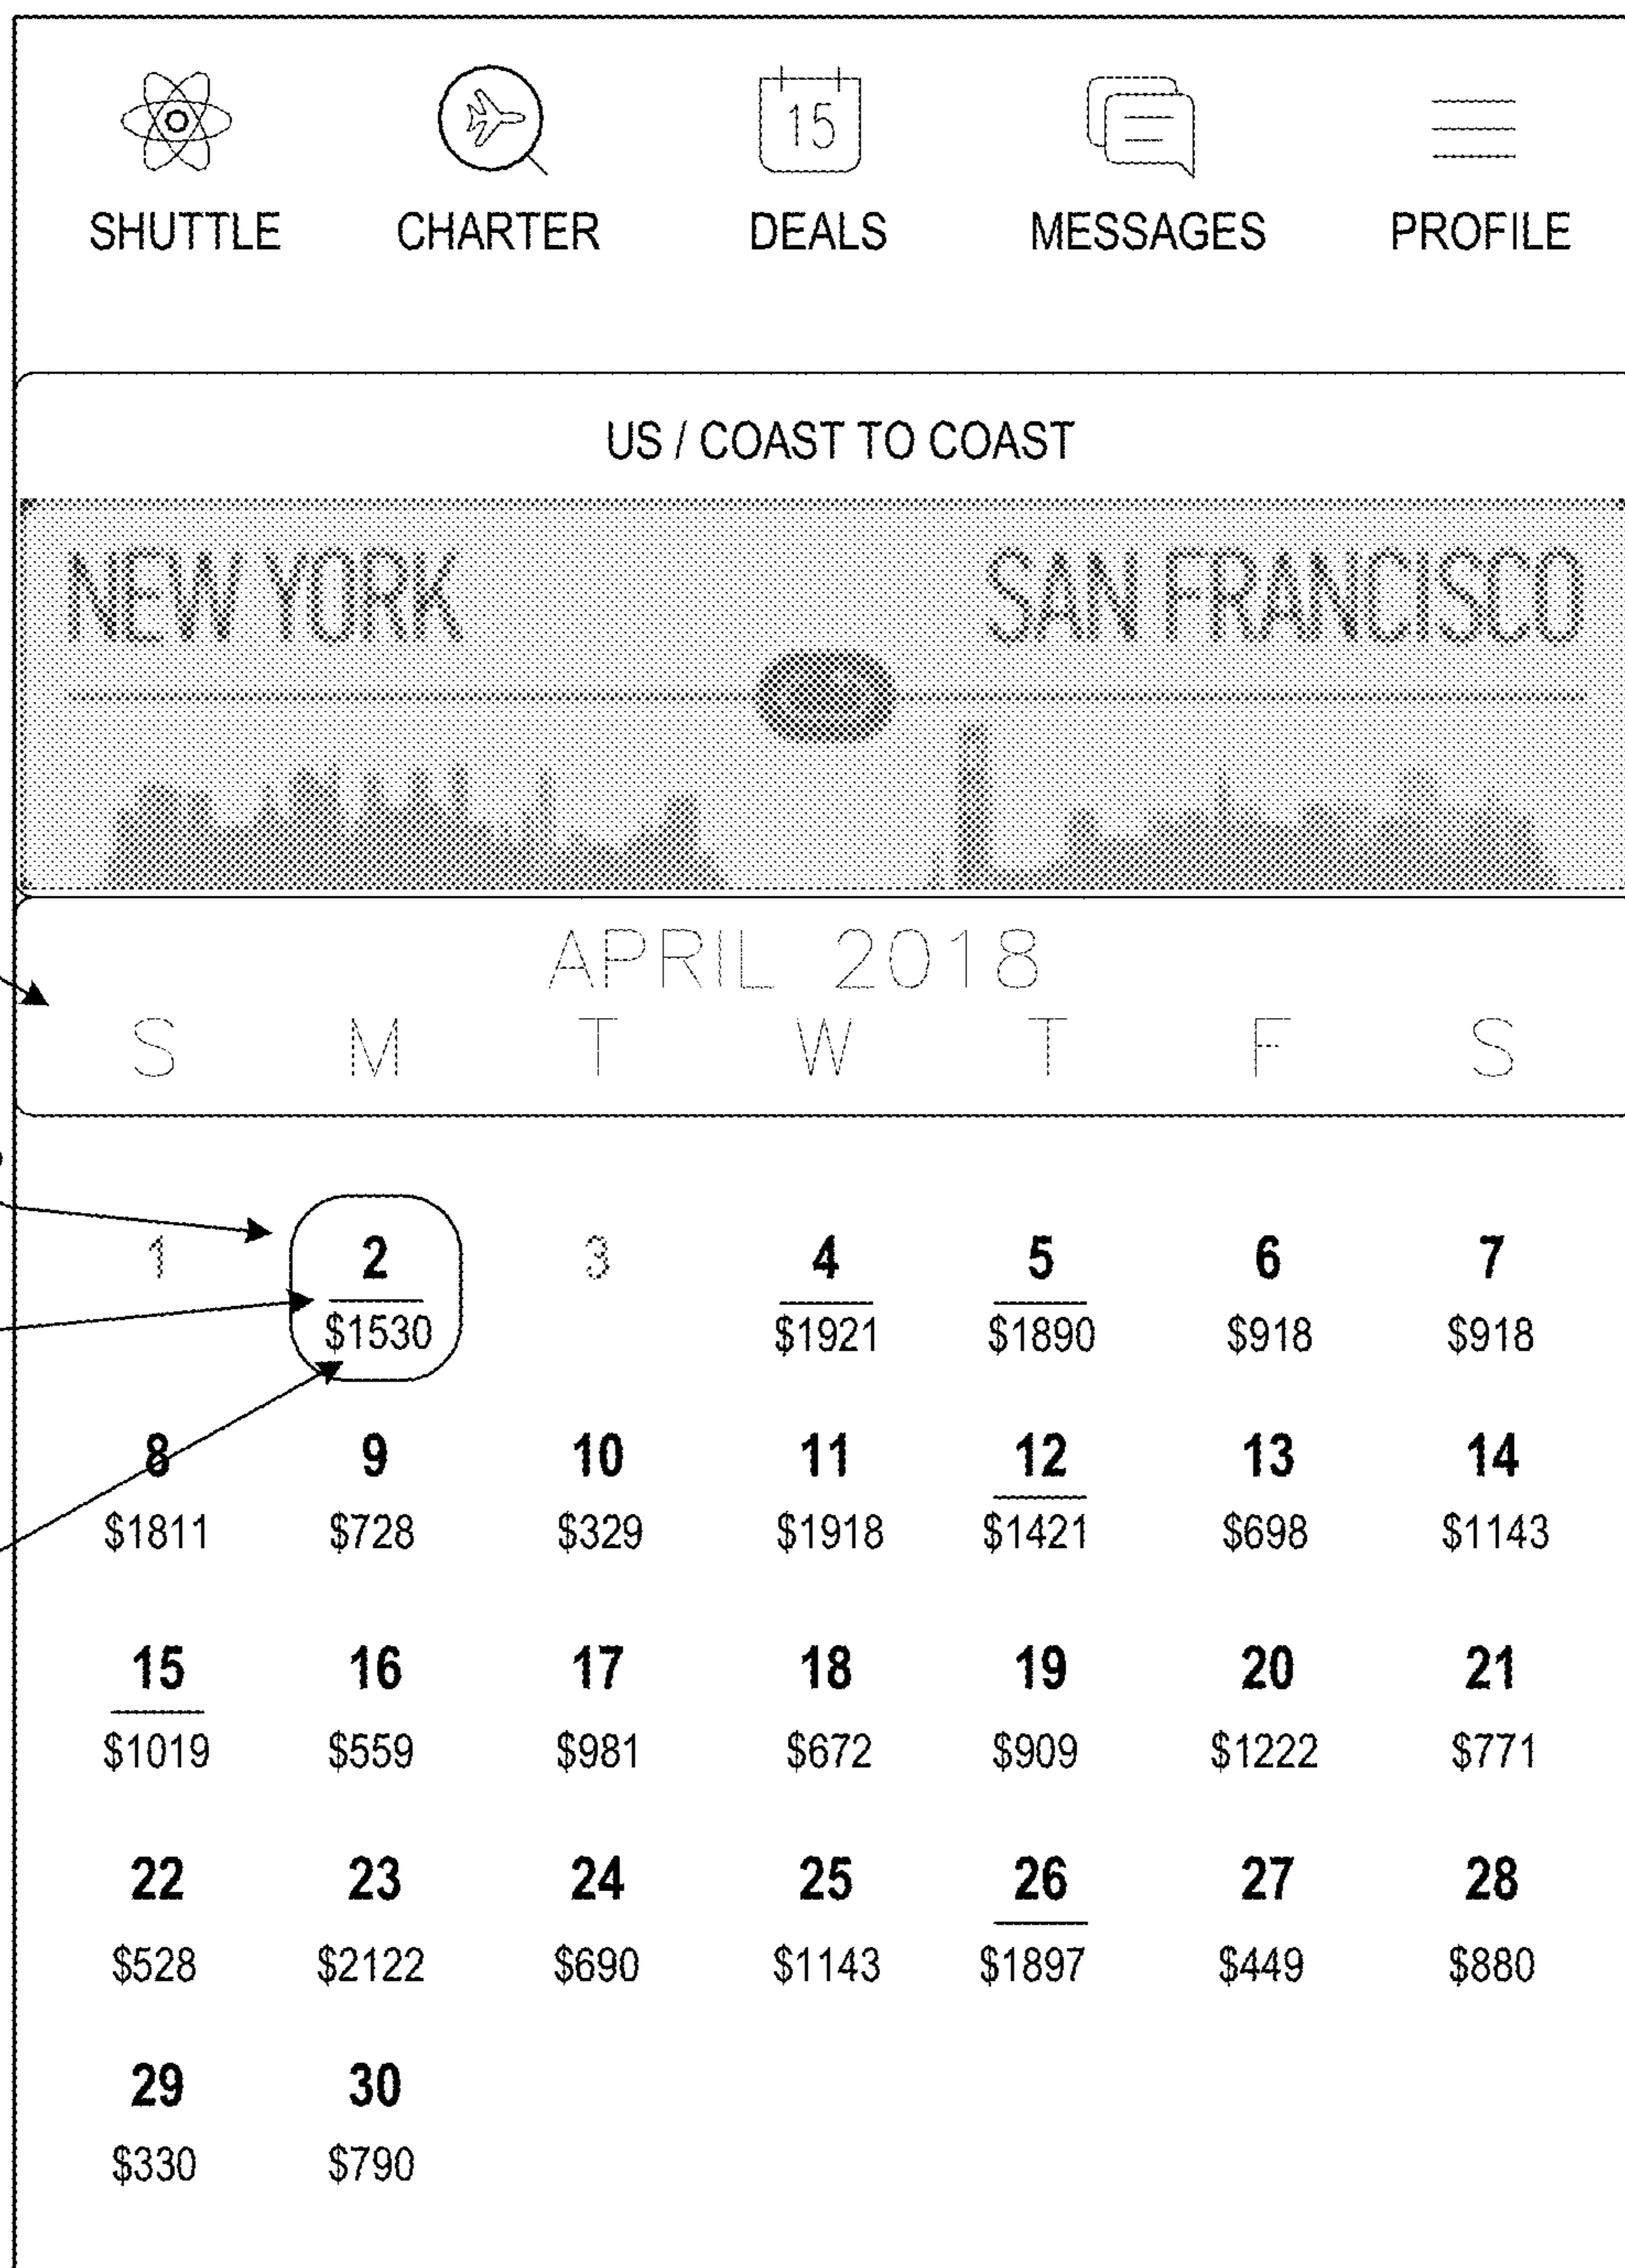 15
SHUTTLE CHARTER DEALS MESSAGES PROFILE
US / COAST TO COAST
NEW YORK SAN FRANCISCO
APRIL 2018
S M T W T F S
1 2 3 4 5 6 7
$1530 $1921 $1890 $918 $918
8 9 10 11 12 13 14
$1811 $728 $329 $1918 $1421 $698 $1143
15 16 17 18 19 20 21
$1019 $559 $981 $672 $909 $1222 $771
22 23 24 25 26 27 28
$528 $2122 $690 $1143 $1897 $449 $880
29 30
$330 $790